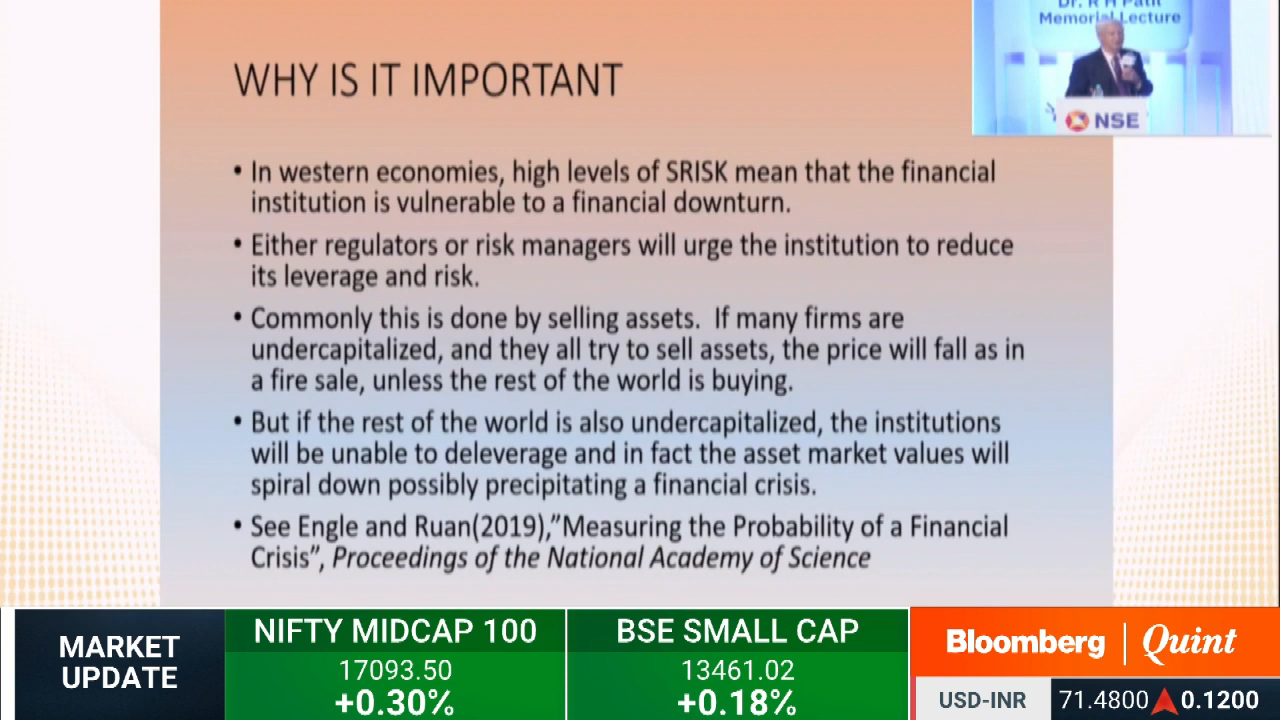 Dr. R H Patil
Memorial Lecture
NSE
WHY IS IT IMPORTANT
• In western economies, high levels of SRISK mean that the financial
institution is vulnerable to a financial downturn.
• Either regulators or risk managers will urge the institution to reduce
its leverage and risk.
• Commonly this is done by selling assets.  If many firms are
undercapitalized, and they all try to sell assets, the price will fall as in
a fire sale, unless the rest of the world is buying.
• But if the rest of the world is also undercapitalized, the institutions
will be unable to deleverage and in fact the asset market values will
spiral down possibly precipitating a financial crisis.
• See Engle and Ruan(2019),”Measuring the Probability of a Financial
Crisis”, Proceedings of the National Academy of Science
MARKET
UPDATE
NIFTY MIDCAP 100
17093.50
+0.30%
BSE SMALL CAP
13461.02
+0.18%
Bloomberg | Quint
USD-INR 71.4800 ▲ 0.1200